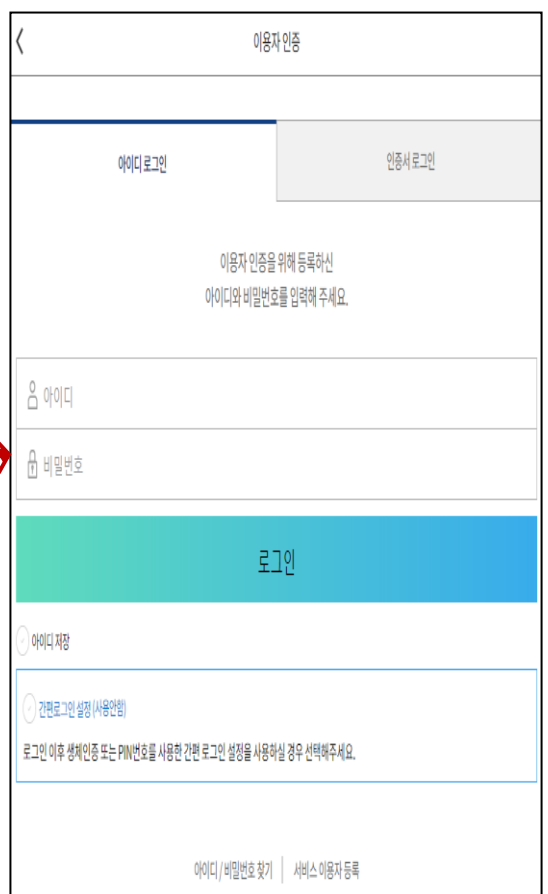 이용자 인증
아이디 로그인
인증서 로그인
이용자 인증을 위해 등록하신
아이디와 비밀번호를 입력해 주세요.
아이디
비밀번호
로그인
아이디 저장
간편로그인 설정 (사용안함)
로그인 이후 생체인증 또는 PIN번호를 사용한 간편 로그인 설정을 사용하실 경우 선택해주세요.
아이디 / 비밀번호 찾기 | 서비스 이용자 등록